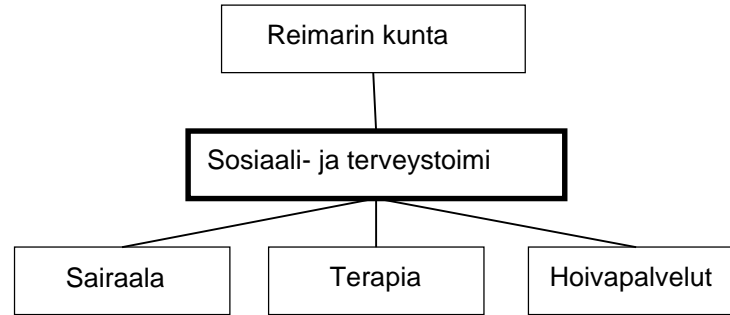 Reimarin kunta
Sosiaali- ja terveystoimi
Sairaala
Terapia
Hoivapalvelut